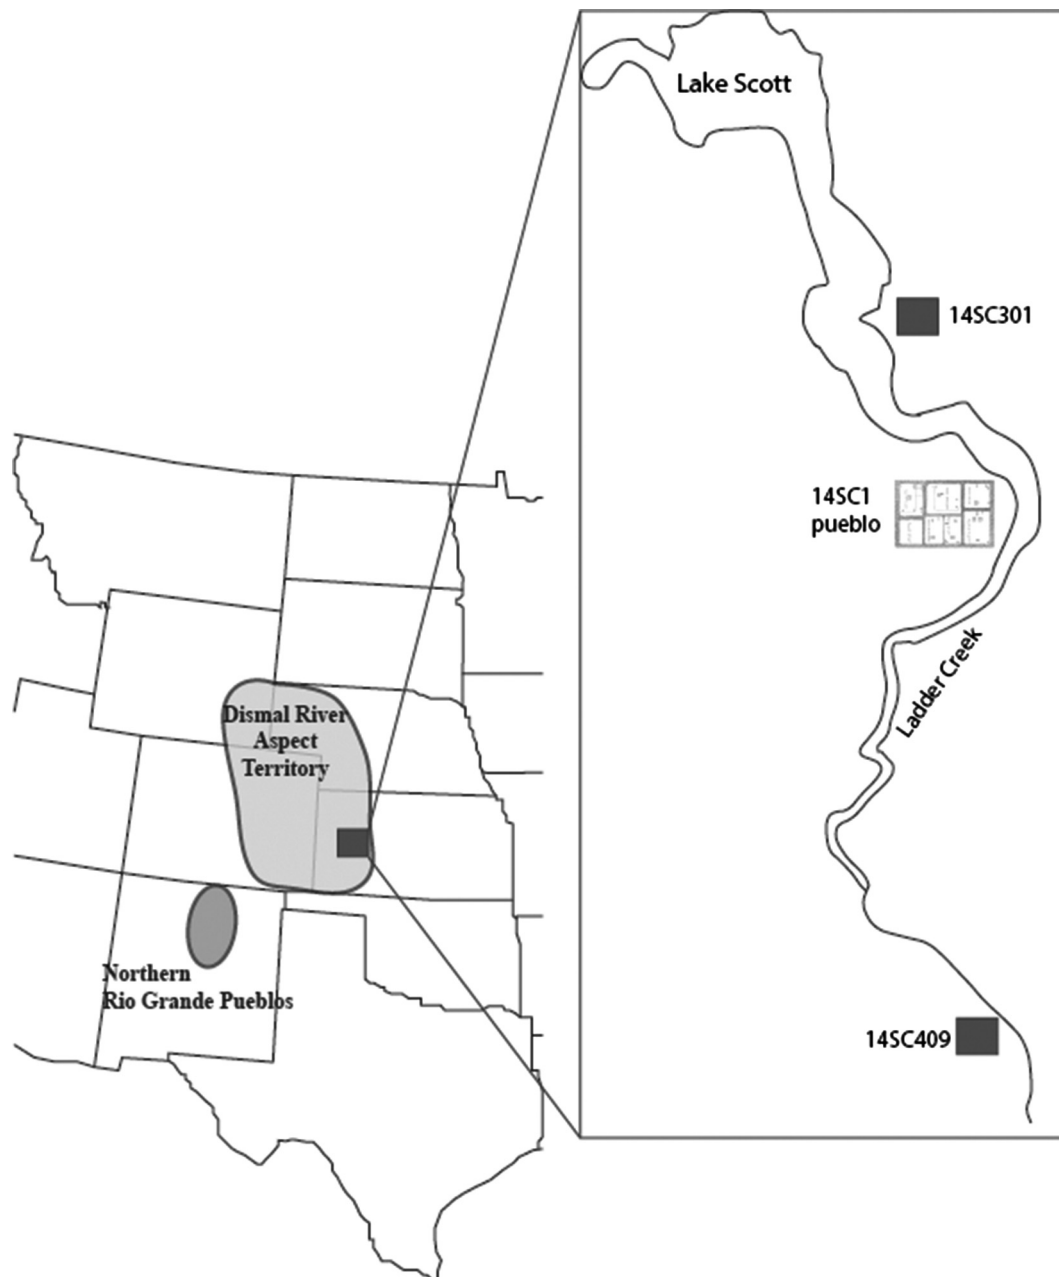 Lake Scott
14SC301
14SC1
pueblo
Ladder Creek
Dismal River
Aspect
Territory
Northern
Rio Grande Pueblos
14SC409